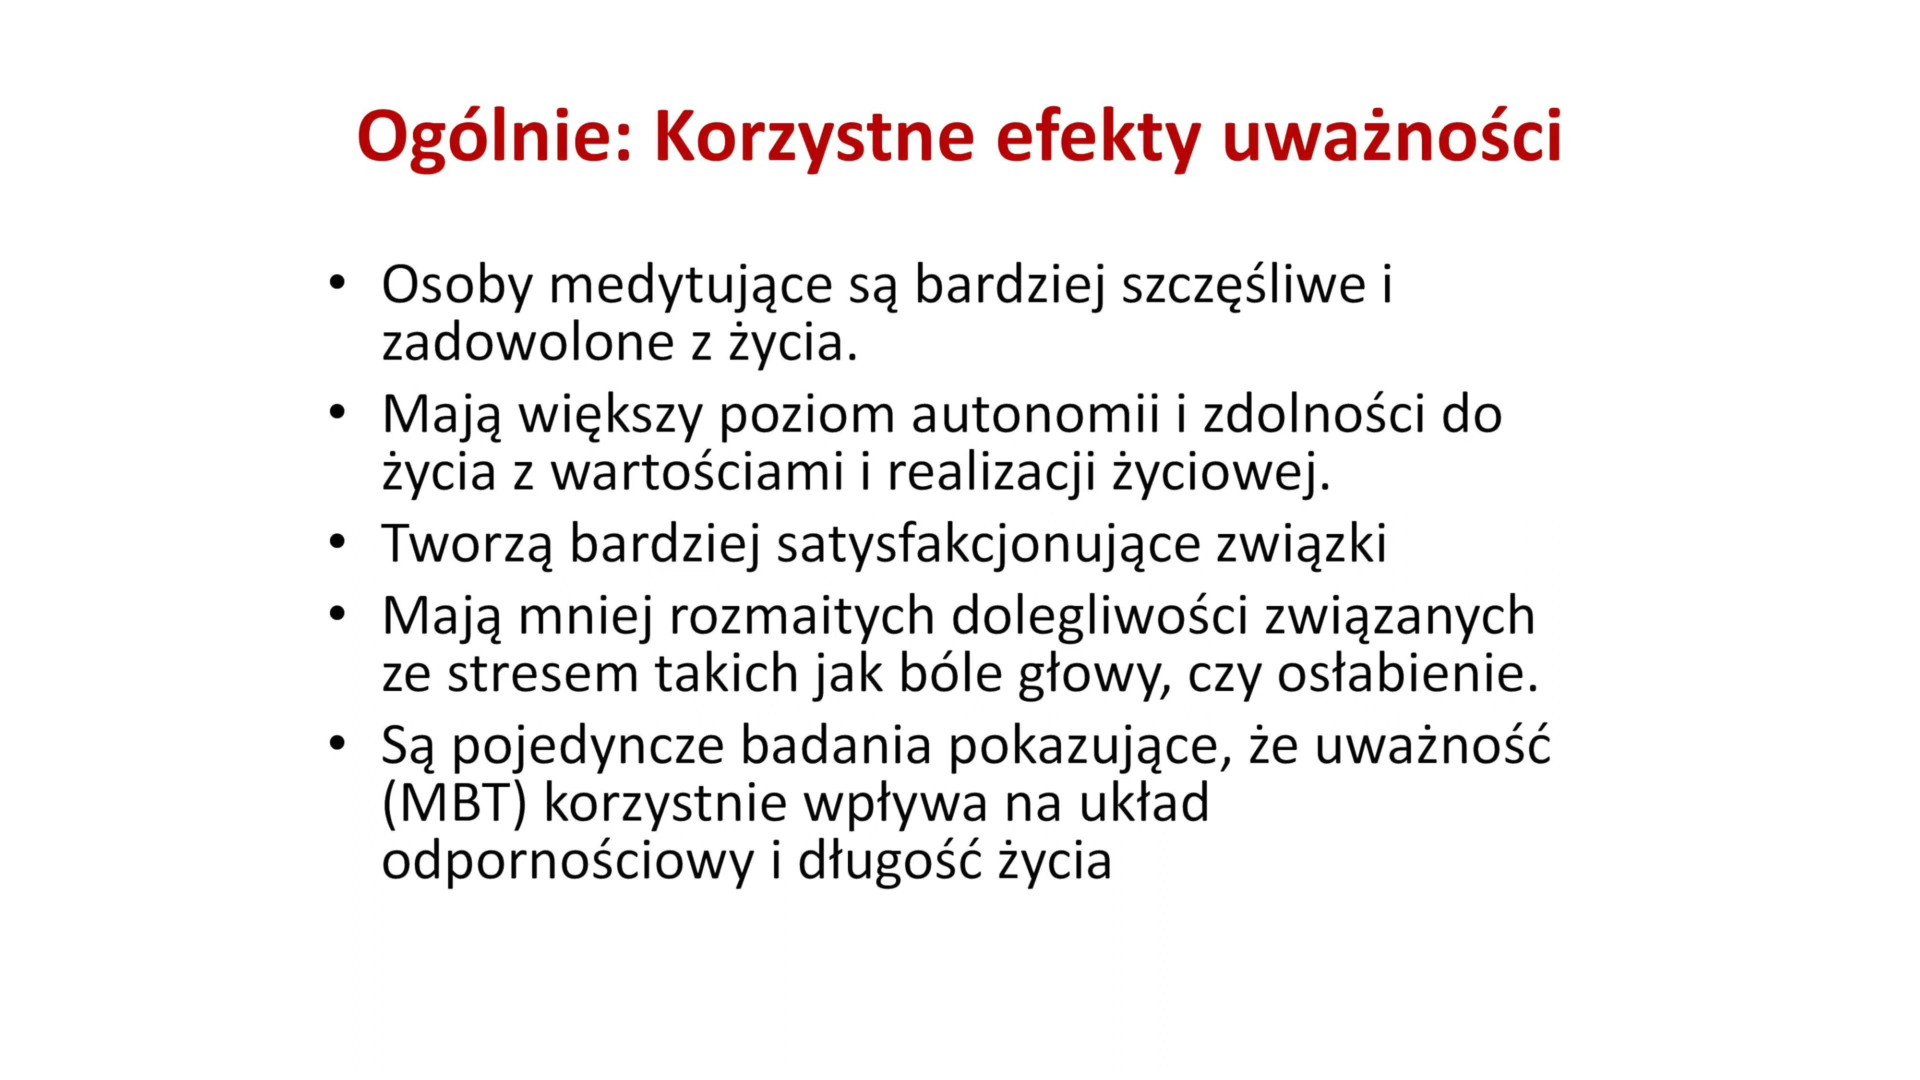 Ogólnie: Korzystne efekty uważności
• Osoby medytujące są bardziej szczęśliwe i
zadowolone z życia.
• Mają większy poziom autonomii i zdolności do
życia z wartościami i realizacji życiowej.
• Tworzą bardziej satysfakcjonujące związki
• Mają mniej rozmaitych dolegliwości związanych
ze stresem takich jak bóle głowy, czy osłabienie.
• Są pojedyncze badania pokazujące, że uważność
(MBT) korzystnie wpływa na układ
odpornościowy i długość życia